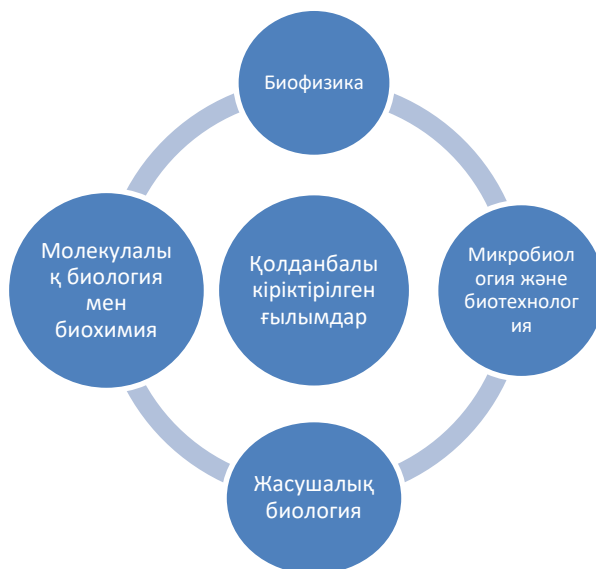 Биофизика
Молекулалы
қ биология
мен
биохимия
Қолданбалы
кіріктірілген
ғылымдар
Микробиол
огия және
биотехнолог
ия
Жасушалық
биология